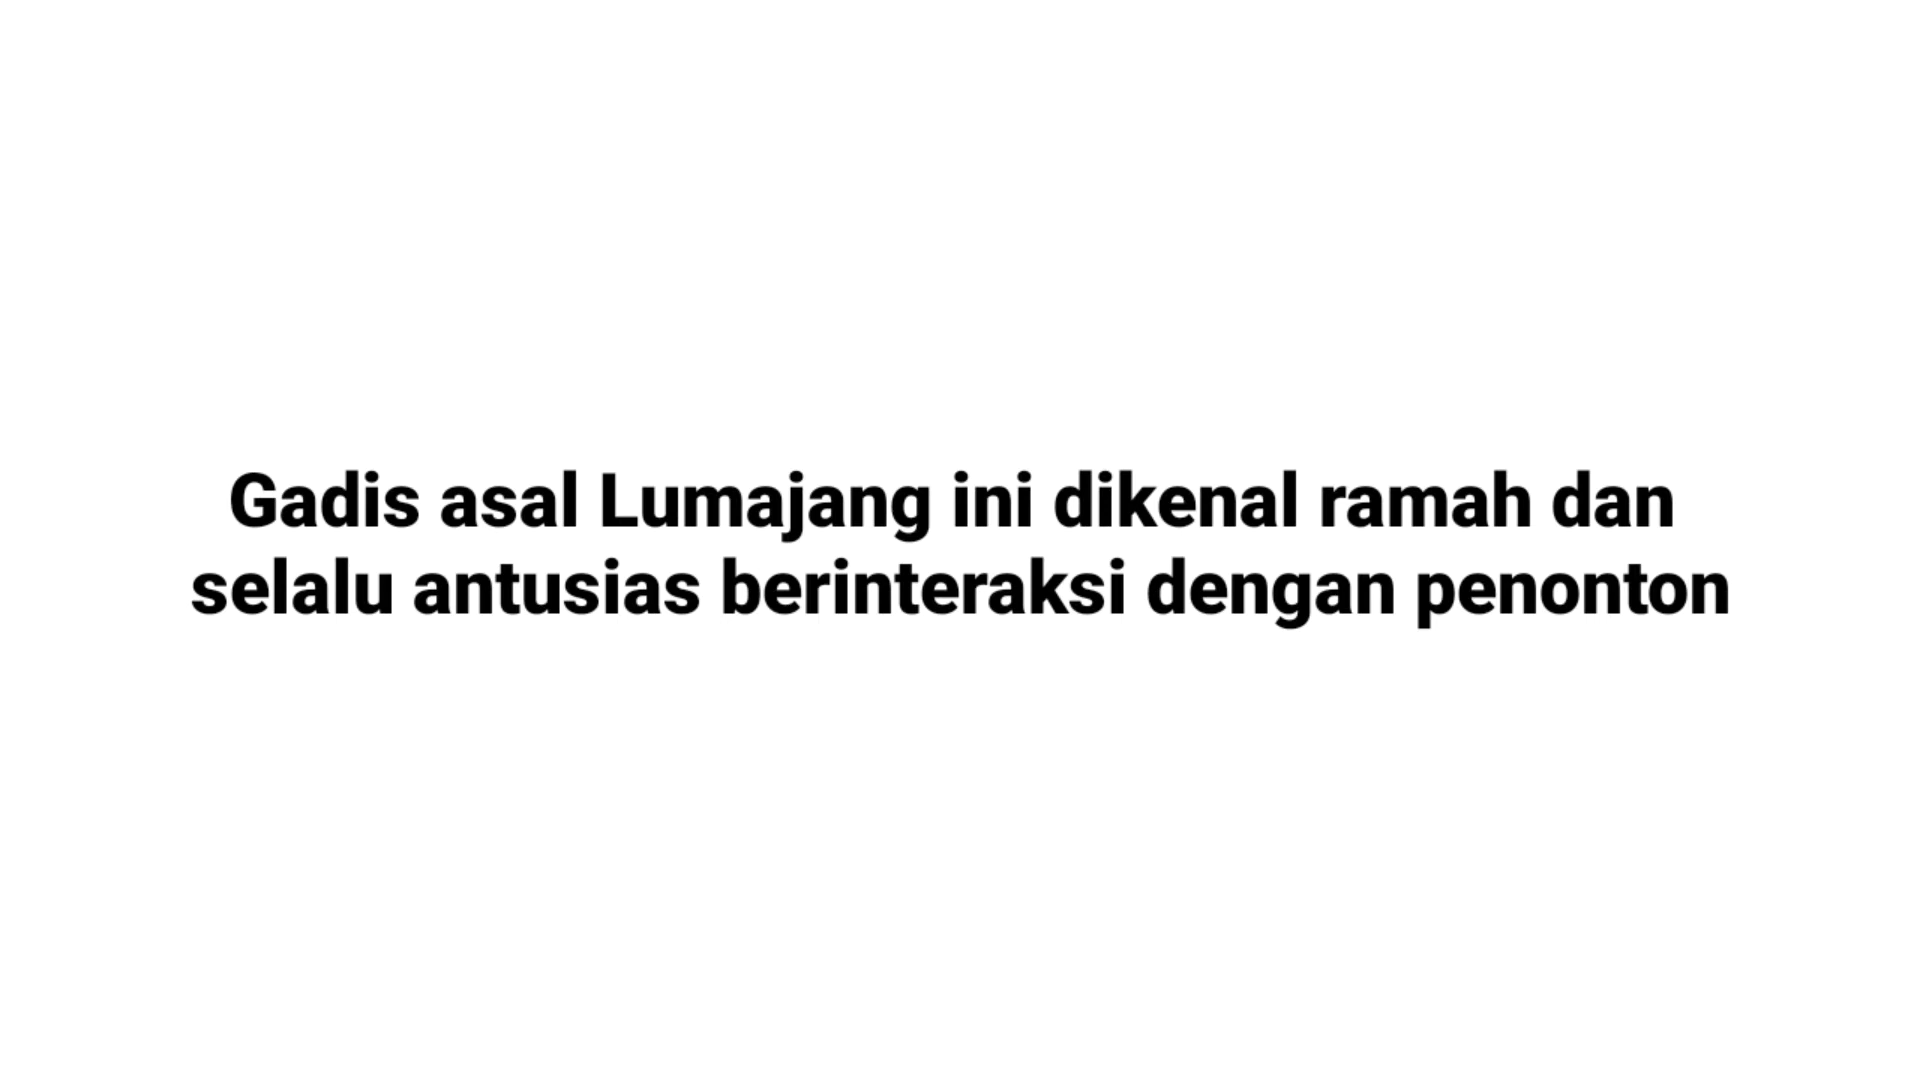 Gadis asal Lumajang ini dikenal ramah dan
selalu antusias berinteraksi dengan penonton